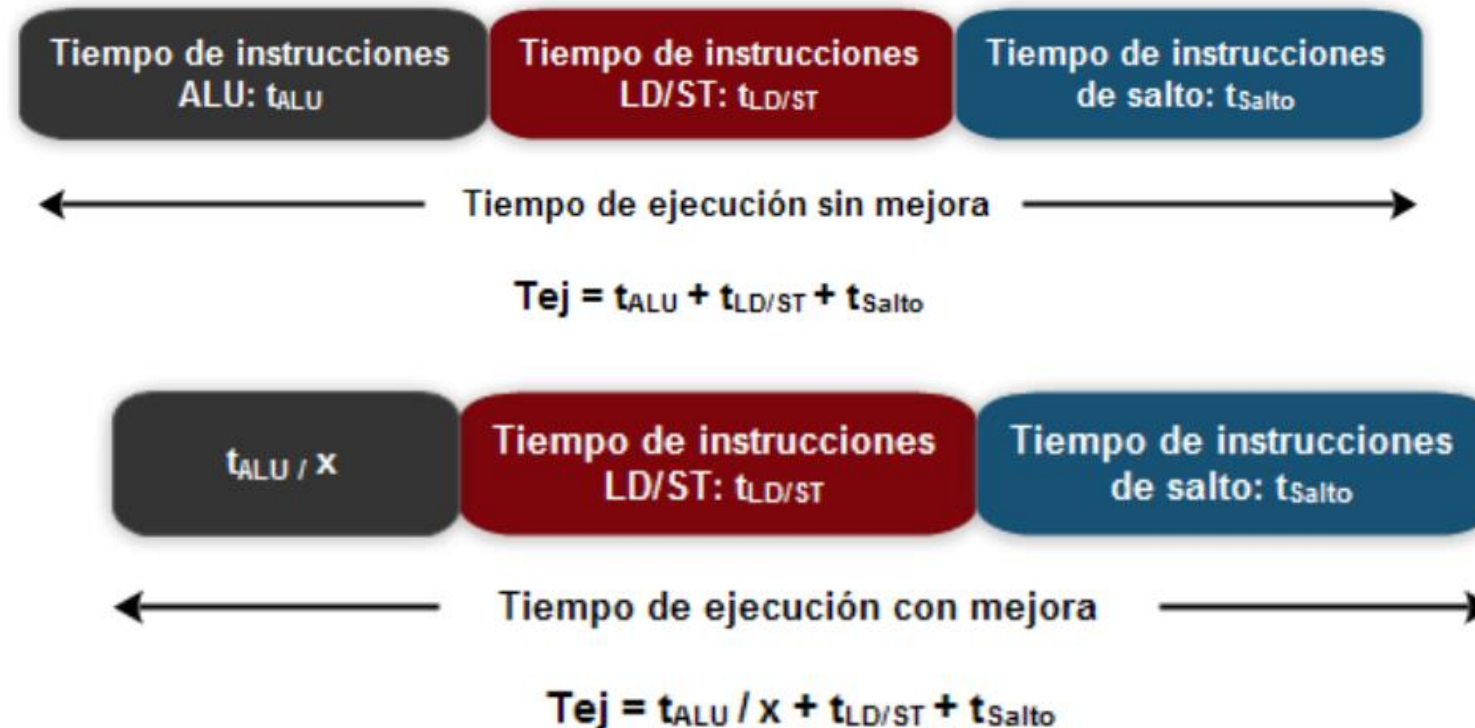 Tiempo de instrucciones
ALU: tALU
Tiempo de instrucciones
LD/ST: tLD/ST
Tiempo de instrucciones
de salto: tSalto
Tiempo de ejecución sin mejora
Tej = tALU + tLD/ST + tSalto
tALU / x
Tiempo de instrucciones
LD/ST: tLD/ST
Tiempo de instrucciones
de salto: tSalto
Tiempo de ejecución con mejora
Tej = tALU / x + tLD/ST + tSalto